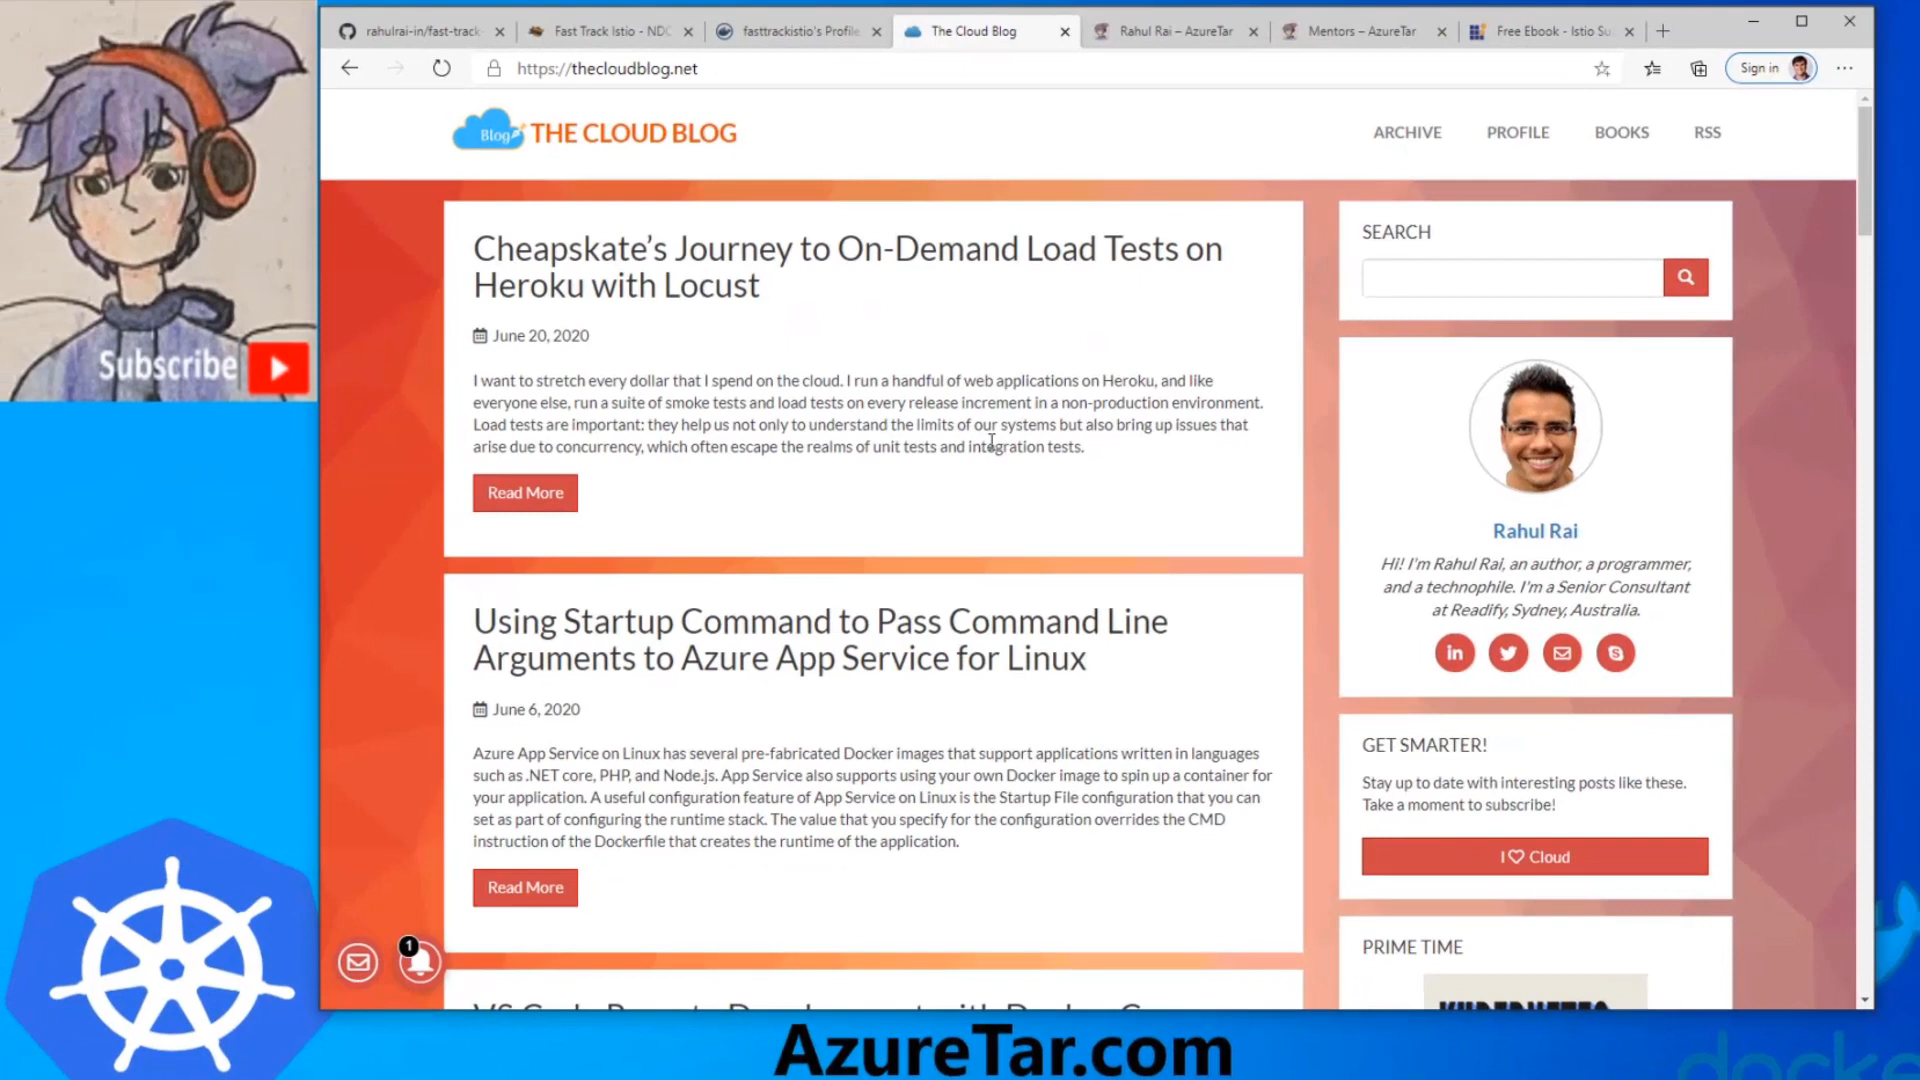 rahulrai-in/fast-track
Fast Track Istio - NDC
fasttrackistio's Profile
The Cloud Blog
Rahul Rai – AzureTar
Mentors – AzureTar
Free Ebook - Istio Su
https://thecloudblog.net
Sign in
Blog THE CLOUD BLOG
ARCHIVE PROFILE BOOKS RSS
Cheapskate's Journey to On-Demand Load Tests on
Heroku with Locust
June 20, 2020
I want to stretch every dollar that I spend on the cloud. I run a handful of web applications on Heroku, and like
everyone else, run a suite of smoke tests and load tests on every release increment in a non-production environment.
Load tests are important: they help us not only to understand the limits of our systems but also bring up issues that
arise due to concurrency, which often escape the realms of unit tests and integration tests.
Read More
Using Startup Command to Pass Command Line
Arguments to Azure App Service for Linux
June 6, 2020
Azure App Service on Linux has several pre-fabricated Docker images that support applications written in languages
such as .NET core, PHP, and Node.js. App Service also supports using your own Docker image to spin up a container for
your application. A useful configuration feature of App Service on Linux is the Startup File configuration that you can
set as part of configuring the runtime stack. The value that you specify for the configuration overrides the CMD
instruction of the Dockerfile that creates the runtime of the application.
Read More
SEARCH
Rahul Rai
Hi! I'm Rahul Rai, an author, a programmer,
and a technophile. I'm a Senior Consultant
at Readify, Sydney, Australia.
in
GET SMARTER!
Stay up to date with interesting posts like these.
Take a moment to subscribe!
I ♡ Cloud
PRIME TIME
Subscribe
1
AzureTar.com
docke